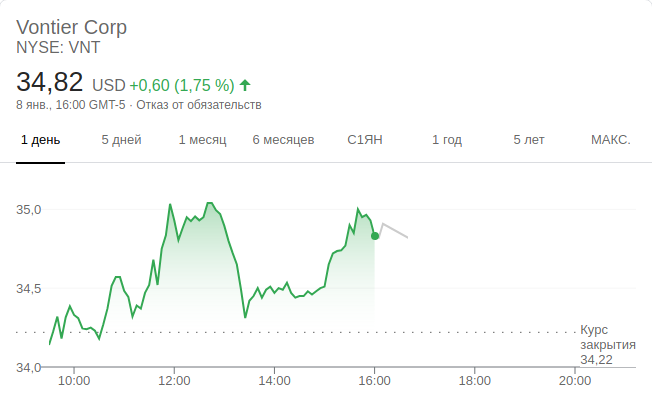 Vontier Corp
NYSE: VNT
34,82 USD +0,60 (1,75 %)
8 янв., 16:00 GMT-5 · Отказ от обязательств
1 день 5 дней 1 месяц 6 месяцев С1ЯН 1 год 5 лет МАКС.
35,0
34,5
Курс
закрытия
34,22
34,0
10:00 12:00 14:00 16:00 18:00 20:00